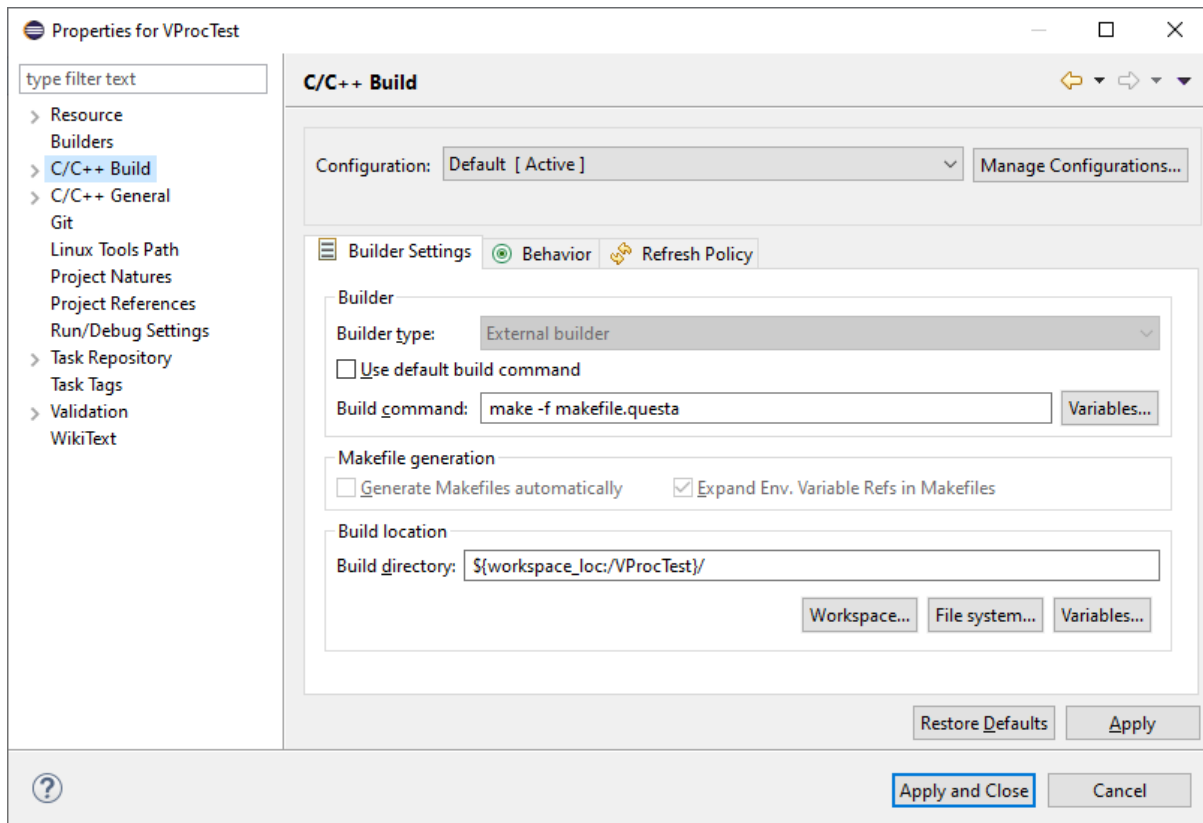 Properties for VProcTest
type filter text
Resource
Builders
C/C++ Build
C/C++ General
Git
Linux Tools Path
Project Natures
Project References
Run/Debug Settings
Task Repository
Task Tags
Validation
WikiText
C/C++ Build
Configuration: Default [ Active ] Manage Configurations...
Builder Settings Behavior Refresh Policy
Builder
Builder type: External builder
Use default build command
Build command: make -f makefile.questa Variables...
Makefile generation
Generate Makefiles automatically Expand Env. Variable Refs in Makefiles
Build location
Build directory: ${workspace_loc:/VProcTest}/
Workspace... File system... Variables...
Restore Defaults Apply
Apply and Close Cancel